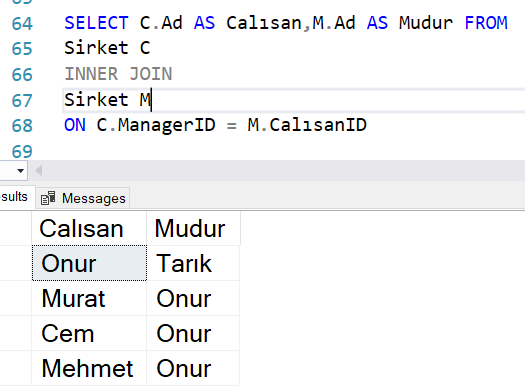 64 SELECT C.Ad AS Calısan,M.Ad AS Mudur FROM
65 Sirket C
66 INNER JOIN
67 Sirket M
68 ON C.ManagerID = M.CalısanID
69
sults Messages
Calısan Mudur
Onur Tarık
Murat Onur
Cem Onur
Mehmet Onur